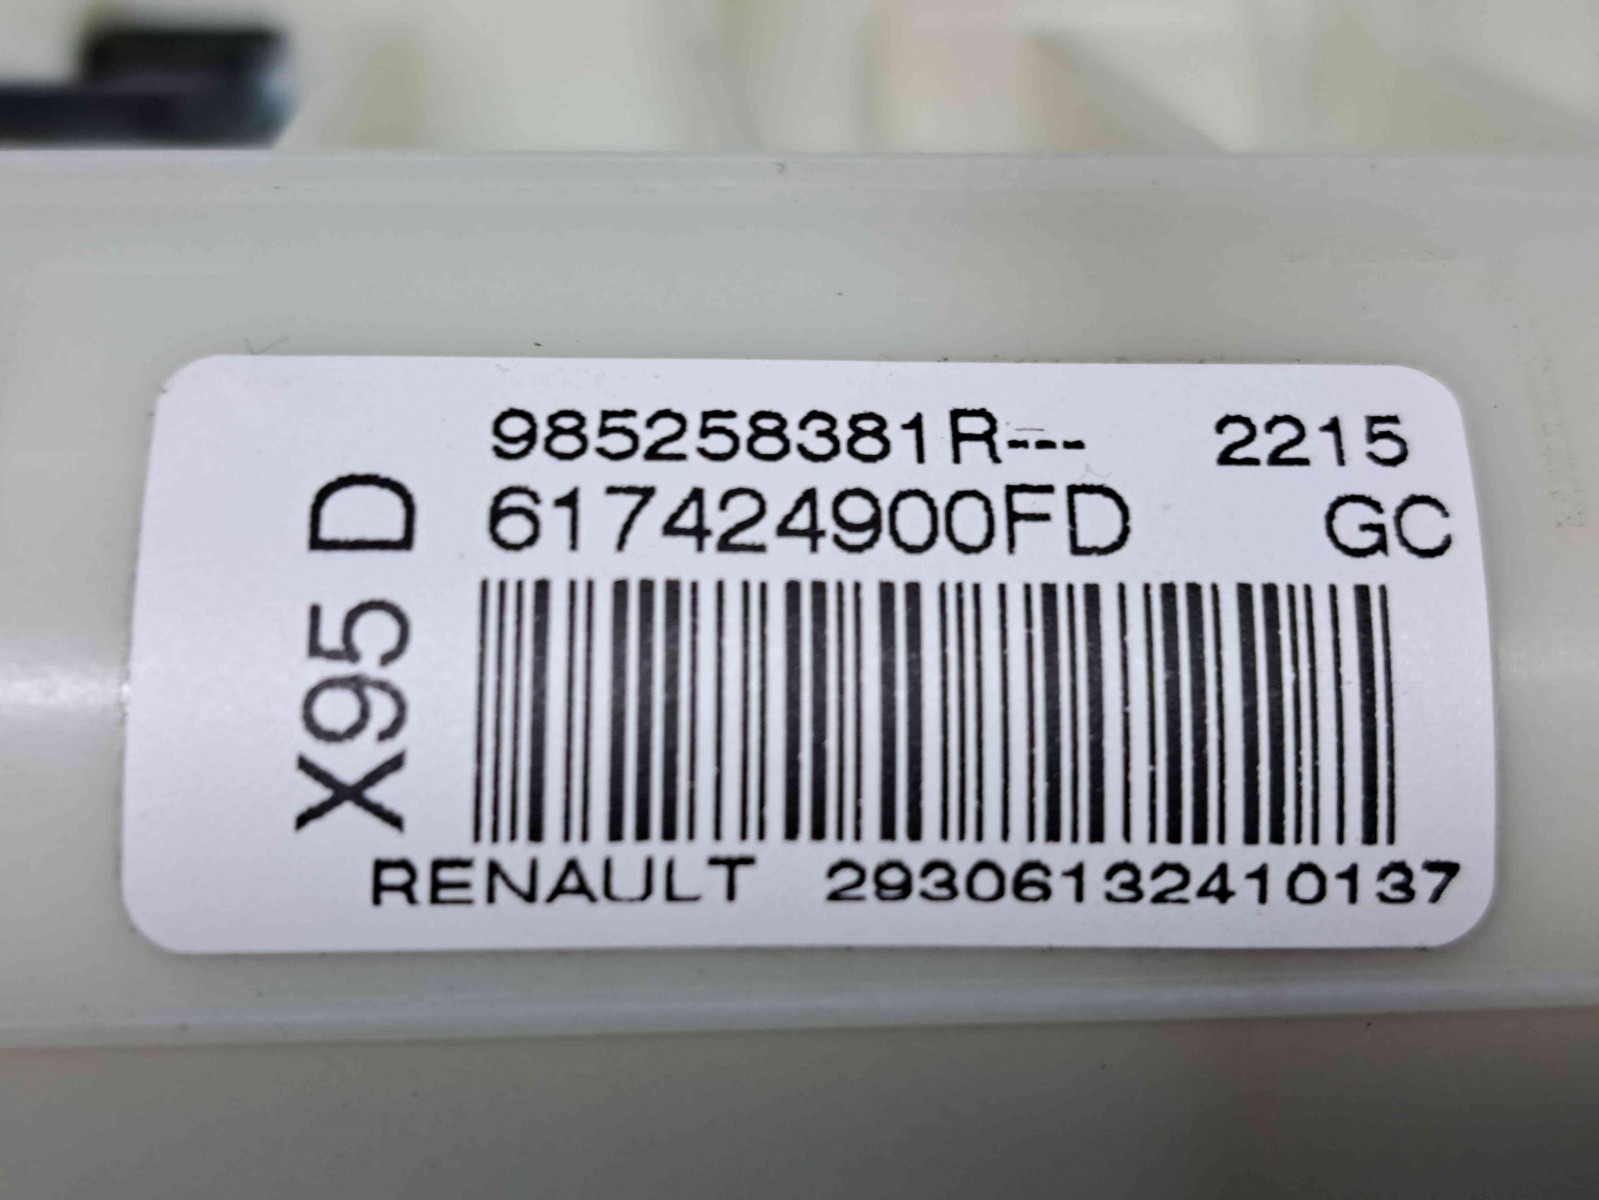 985258381R--- 2215
617424900FD GC
X95 D
RENAULT 29306132410137